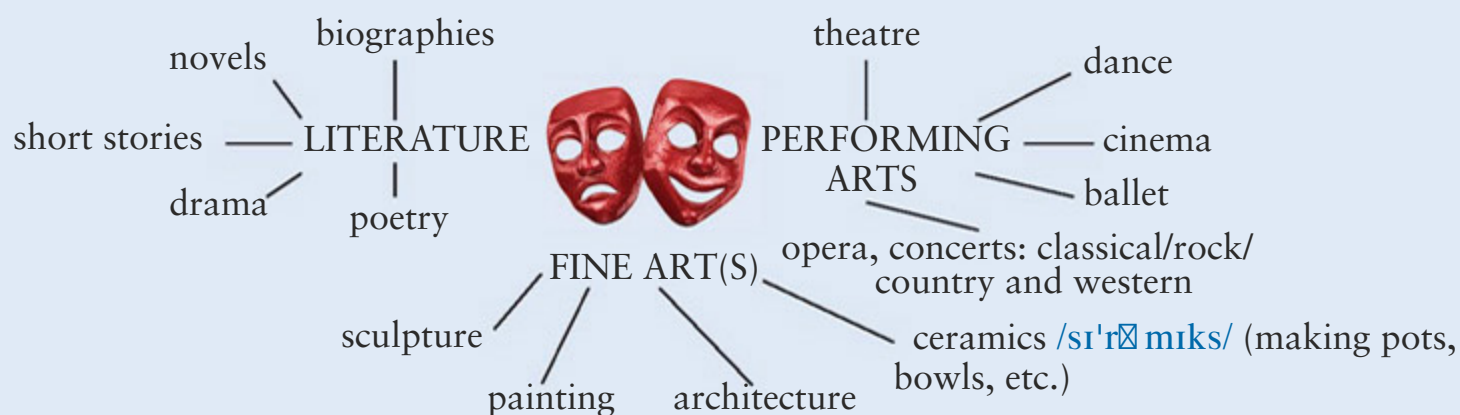 biographies
novels
short stories
LITERATURE
drama
poetry
theatre
dance
PERFORMING
ARTS
cinema
ballet
opera, concerts: classical/rock/
country and western
FINE ART(S)
sculpture
painting
architecture
ceramics /sɪˈr� mɪks/ (making pots,
bowls, etc.)